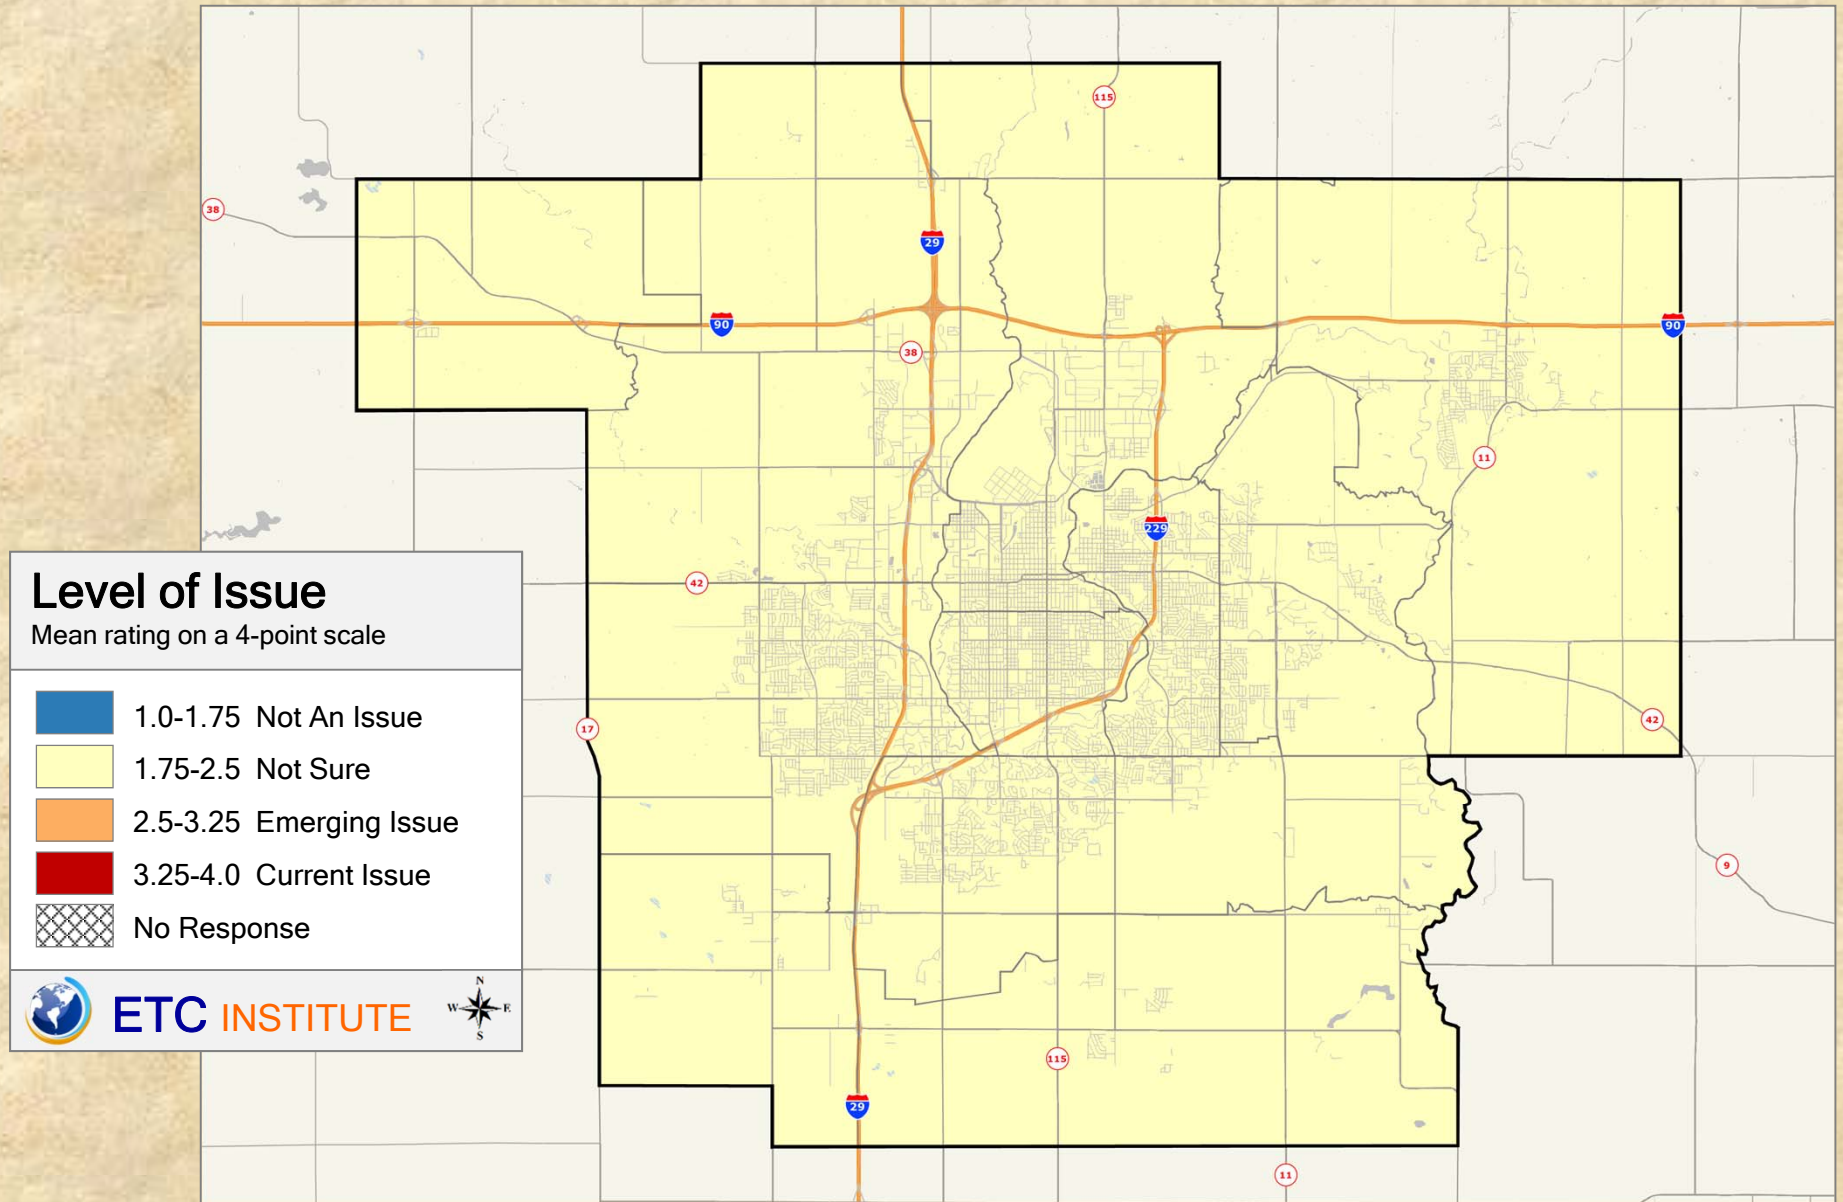 115
38
29
90
90
38
11
229
42
17
42
9
115
29
11
Level of Issue
Mean rating on a 4-point scale
1.0-1.75 Not An Issue
1.75-2.5 Not Sure
2.5-3.25 Emerging Issue
3.25-4.0 Current Issue
No Response
ETC INSTITUTE
N
W E
S